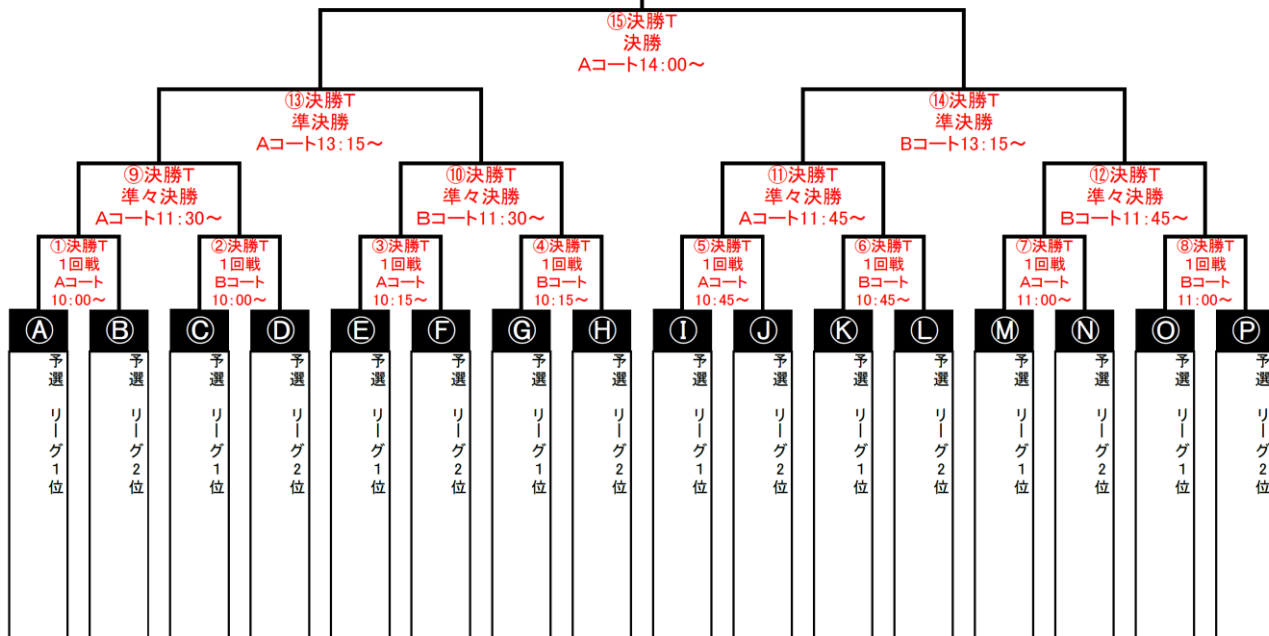 ⑮決勝T
決勝
Aコート14:00～
⑬決勝T
準決勝
Aコート13:15～
⑭決勝T
準決勝
Bコート13:15～
⑨決勝T
準々決勝
Aコート11:30～
⑩決勝T
準々決勝
Bコート11:30～
⑪決勝T
準々決勝
Aコート11:45～
⑫決勝T
準々決勝
Bコート11:45～
①決勝T
1回戦
Aコート
10:00～
②決勝T
1回戦
Bコート
10:00～
③決勝T
1回戦
Aコート
10:15～
④決勝T
1回戦
Bコート
10:15～
⑤決勝T
1回戦
Aコート
10:45～
⑥決勝T
1回戦
Bコート
10:45～
⑦決勝T
1回戦
Aコート
11:00～
⑧決勝T
1回戦
Bコート
11:00～
Ⓐ Ⓑ Ⓒ Ⓓ Ⓔ Ⓕ Ⓖ Ⓗ Ⓘ Ⓙ Ⓚ Ⓛ Ⓜ Ⓝ Ⓞ Ⓟ
予選 リーグ1位
予選 リーグ2位
予選 リーグ1位
予選 リーグ2位
予選 リーグ1位
予選 リーグ2位
予選 リーグ1位
予選 リーグ2位
予選 リーグ1位
予選 リーグ2位
予選 リーグ1位
予選 リーグ2位
予選 リーグ1位
予選 リーグ2位
予選 リーグ1位
予選 リーグ2位